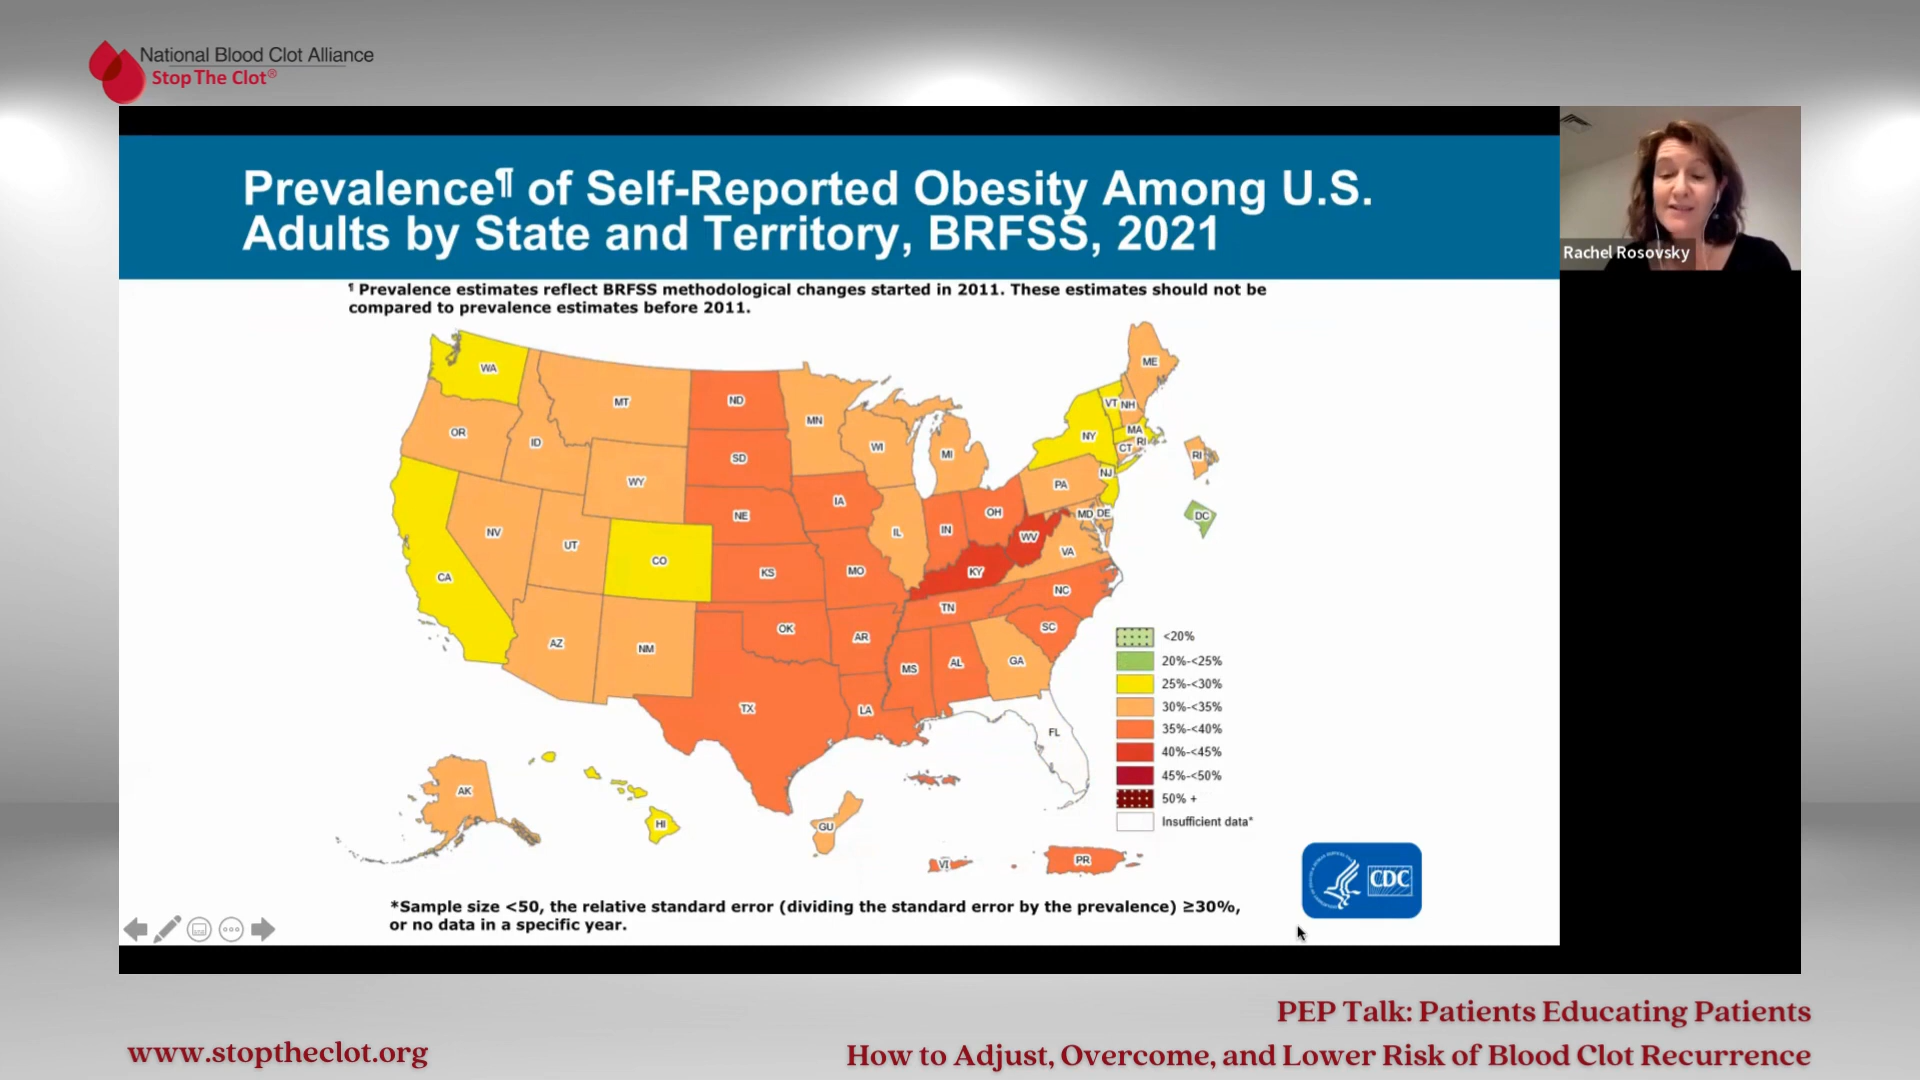 National Blood Clot Alliance
Stop The Clot®
Prevalence¶ of Self-Reported Obesity Among U.S.
Adults by State and Territory, BRFSS, 2021
Rachel Rosovsky
¶ Prevalence estimates reflect BRFSS methodological changes started in 2011. These estimates should not be
compared to prevalence estimates before 2011.
WA
MT
ND
MN
ME
VT
NH
OR
ID
WY
SD
WI
MI
NY
MA
RI
CT
RI
NV
UT
CO
NE
IA
IL
IN
OH
PA
NJ
MD
DE
DC
CA
KS
MO
KY
WV
VA
AZ
NM
OK
AR
TN
NC
SC
TX
LA
MS
AL
GA
FL
AK
HI
GU
VI
PR
<20%
20%-<25%
25%-<30%
30%-<35%
35%-<40%
40%-<45%
45%-<50%
50% +
Insufficient data*
CDC
*Sample size <50, the relative standard error (dividing the standard error by the prevalence) ≥30%,
or no data in a specific year.
PEP Talk: Patients Educating Patients
www.stoptheclot.org
How to Adjust, Overcome, and Lower Risk of Blood Clot Recurrence